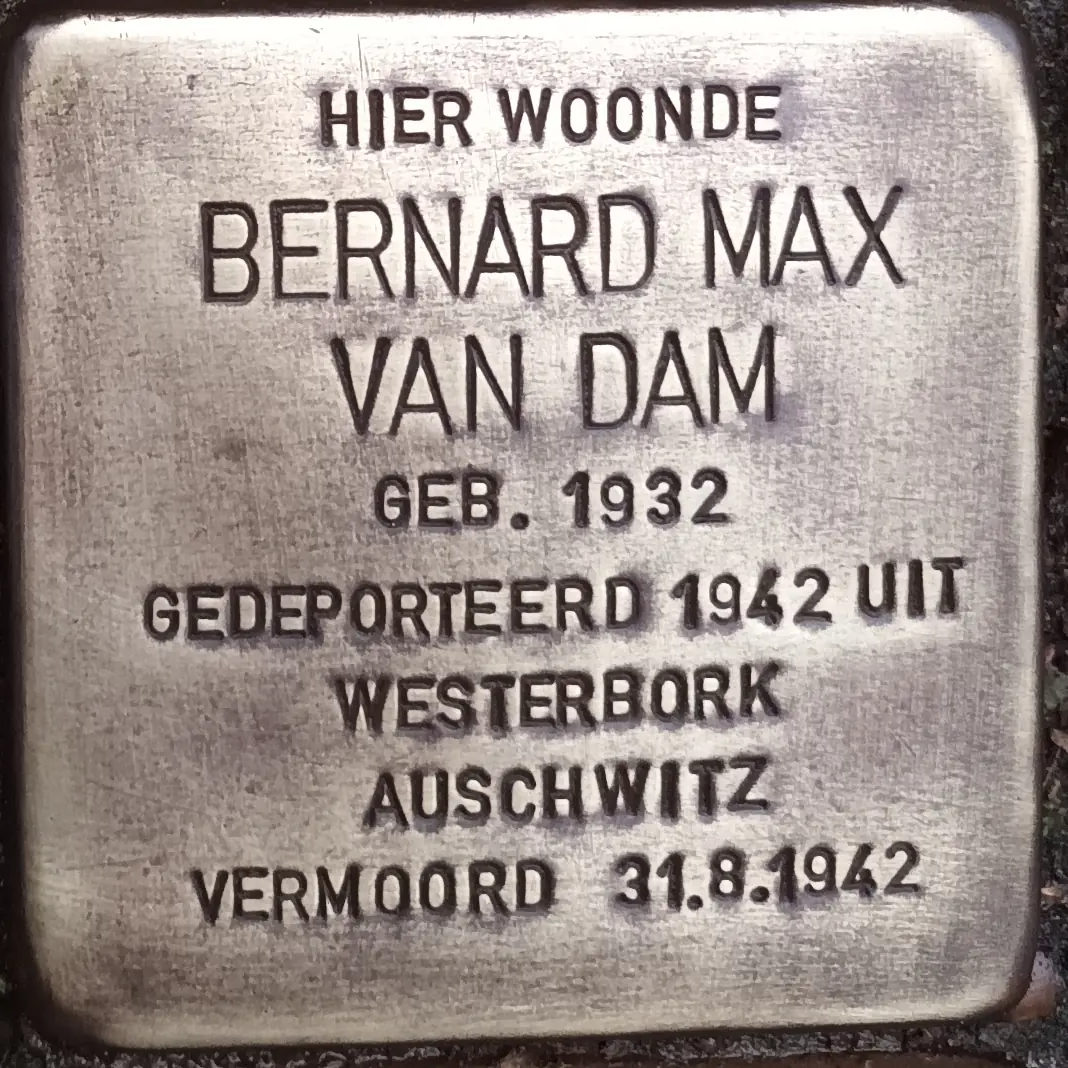 HIER WOONDE
BERNARD MAX
VAN DAM
GEB. 1932
GEDEPORTEERD 1942 UIT
WESTERBORK
AUSCHWITZ
VERMOORD 31.8.1942